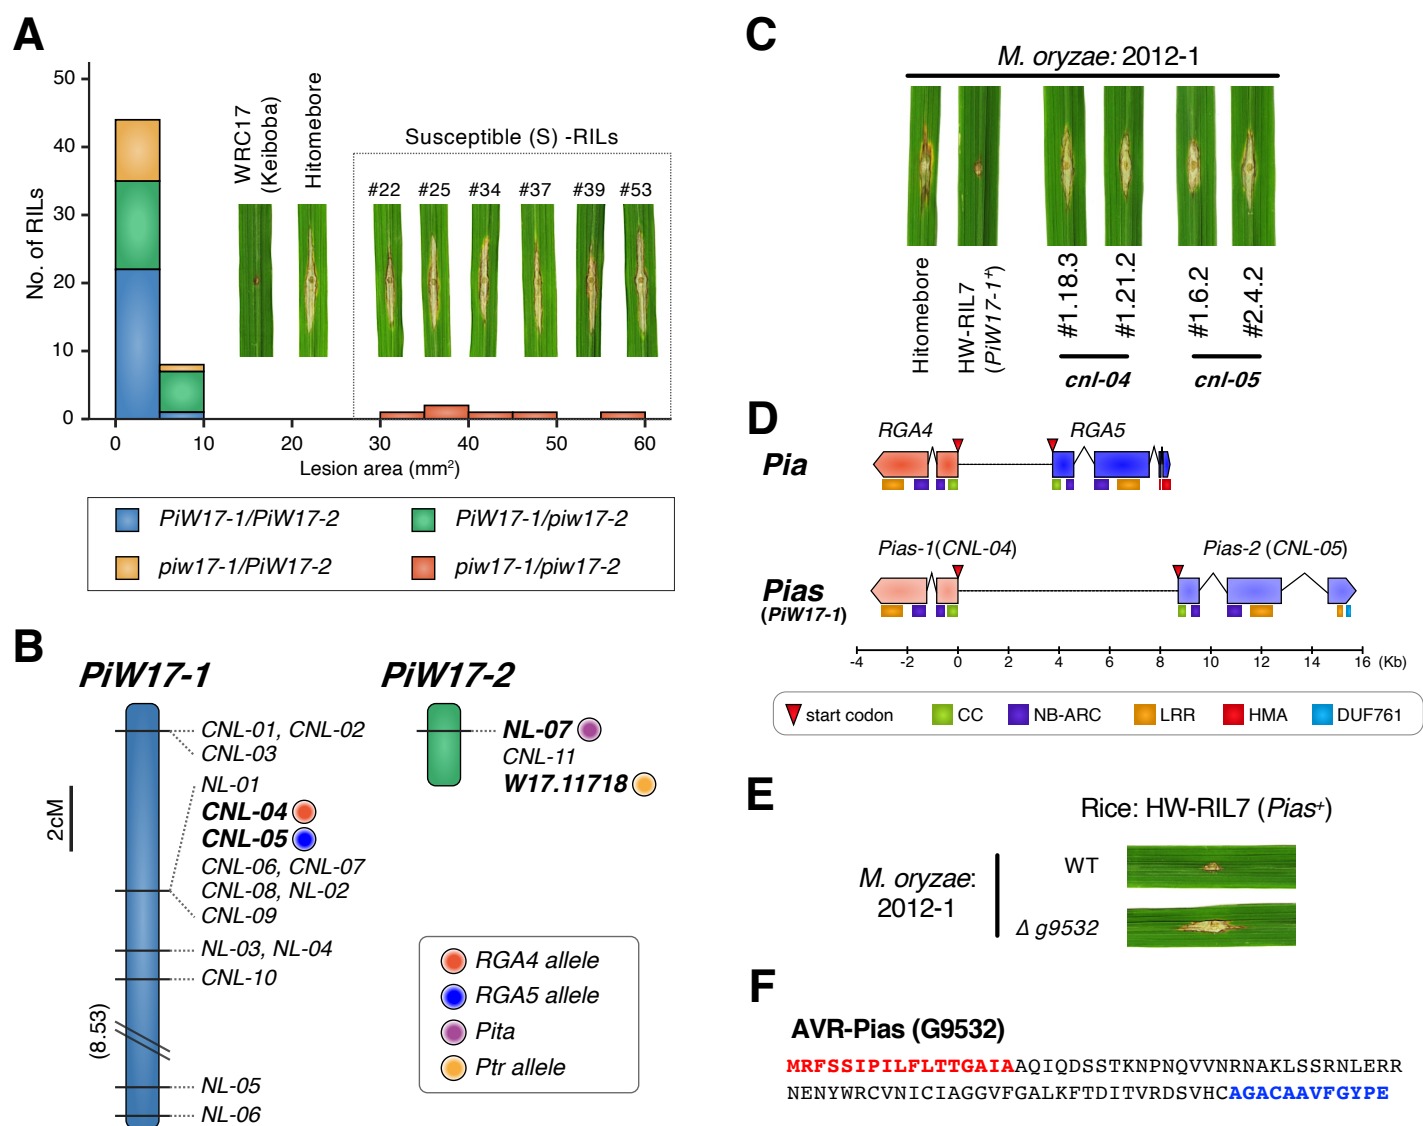 A
50
40
30
20
10
0
No. of RILs
WRC17
(Keiboba)
Hitomebore
Susceptible (S) -RILs
#22 #25 #34 #37 #39 #53
0 10 20 30 40 50 60
Lesion area (mm²)
PiW17-1/PiW17-2
PiW17-1/piw17-2
piw17-1/PiW17-2
piw17-1/piw17-2
B
PiW17-1
2cM
(8.53)
CNL-01, CNL-02
CNL-03
NL-01
CNL-04
CNL-05
CNL-06, CNL-07
CNL-08, NL-02
CNL-09
NL-03, NL-04
CNL-10
NL-05
NL-06
PiW17-2
NL-07
CNL-11
W17.11718
RGA4 allele
RGA5 allele
Pita
Ptr allele
C
M. oryzae: 2012-1
Hitomebore
HW-RIL7
(PiW17-1⁺)
#1.18.3
#1.21.2
#1.6.2
#2.4.2
cnl-04
cnl-05
D
RGA4 RGA5
Pia
Pias-1(CNL-04) Pias-2 (CNL-05)
Pias
(PiW17-1)
-4 -2 0 2 4 6 8 10 12 14 16 (Kb)
start codon CC NB-ARC LRR HMA DUF761
E
Rice: HW-RIL7 (Pias⁺)
M. oryzae:
2012-1
WT
Δ g9532
F
AVR-Pias (G9532)
MRFSSIPILFLTTGAIAAQIQDSSTKNPNQVVNRNAKLSSRNLERR
NENYWRCVNICIAGGVFGALKFTDITVRDSVHCAGACAAVFGYPE